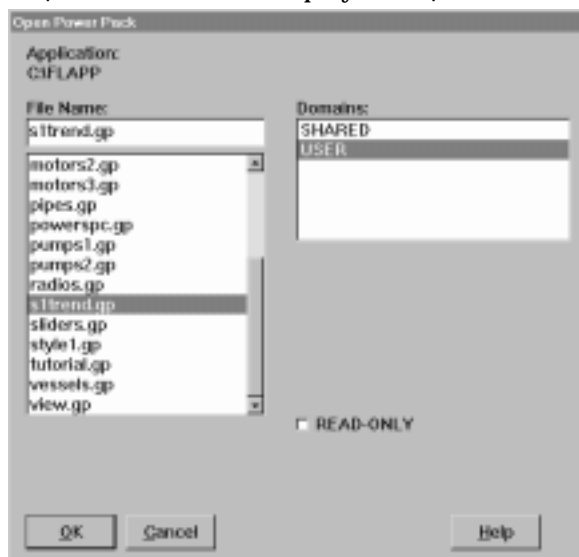 Open Power Pack
Application:
C:\FLAPP
File Name:
s1trend.gp
motors2.gp
motors3.gp
pipes.gp
powerspc.gp
pumps1.gp
pumps2.gp
radios.gp
s1trend.gp
sliders.gp
style1.gp
tutorial.gp
vessels.gp
view.gp
Domains:
SHARED
USER
READ-ONLY
OK
Cancel
Help